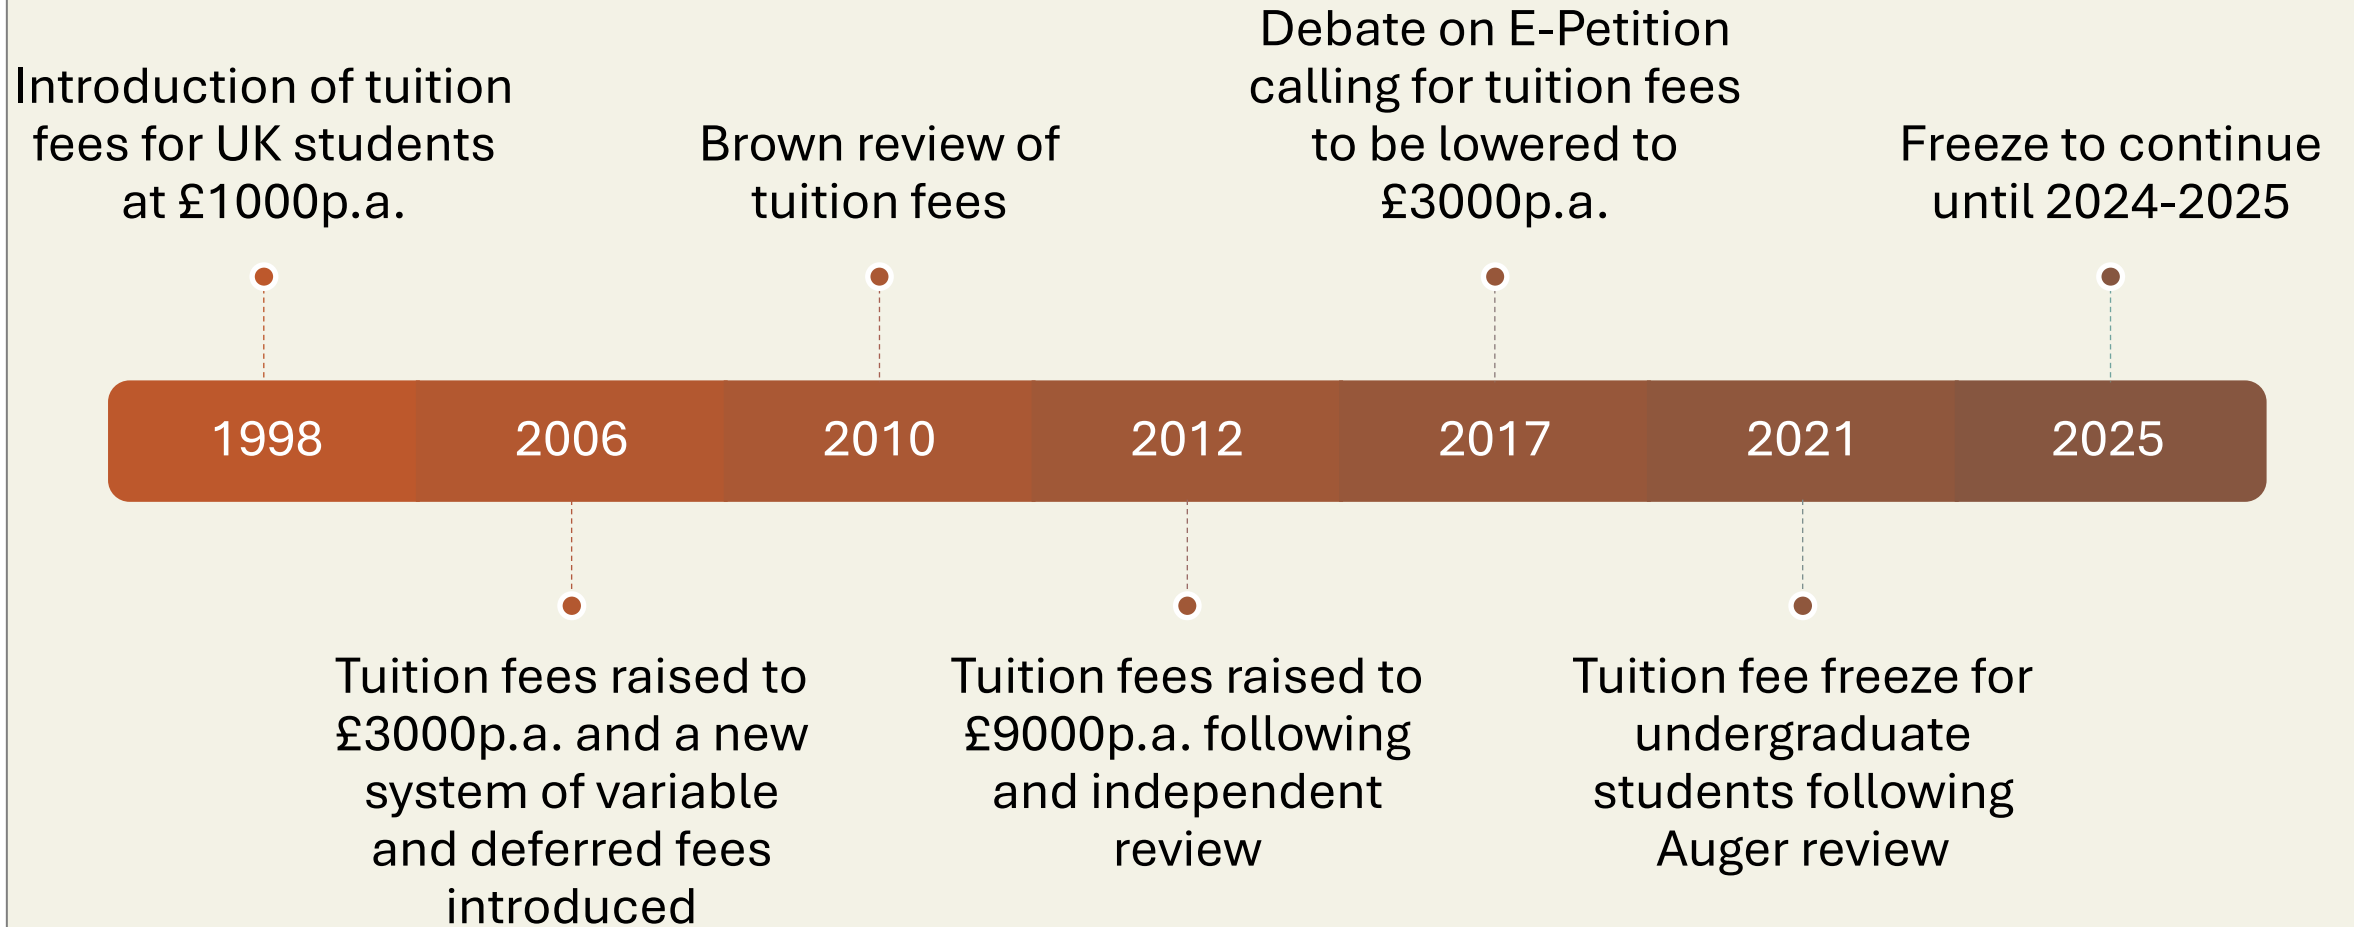 Introduction of tuition
fees for UK students
at £1000p.a.
Brown review of
tuition fees
Debate on E-Petition
calling for tuition fees
to be lowered to
£3000p.a.
Freeze to continue
until 2024-2025
1998
2006
2010
2012
2017
2021
2025
Tuition fees raised to
£3000p.a. and a new
system of variable
and deferred fees
introduced
Tuition fees raised to
£9000p.a. following
and independent
review
Tuition fee freeze for
undergraduate
students following
Auger review